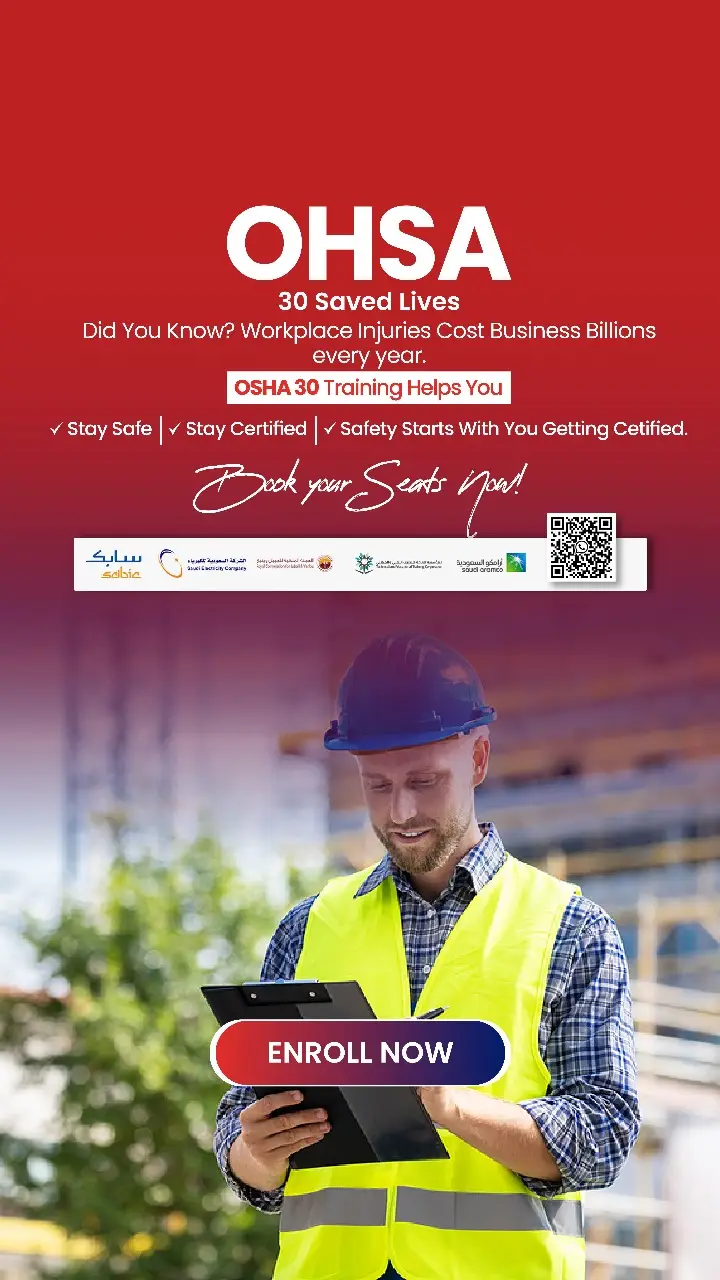 OHSA
30 Saved Lives
Did You Know? Workplace Injuries Cost Business Billions
every year.
OSHA 30 Training Helps You
✓ Stay Safe | ✓ Stay Certified | ✓ Safety Starts With You Getting Cetified.
Book your Seats Now!
سابك
sabic
الشركة السعودية للكهرباء
Saudi Electricity Company
أرامكو السعودية
saudi aramco
ENROLL NOW